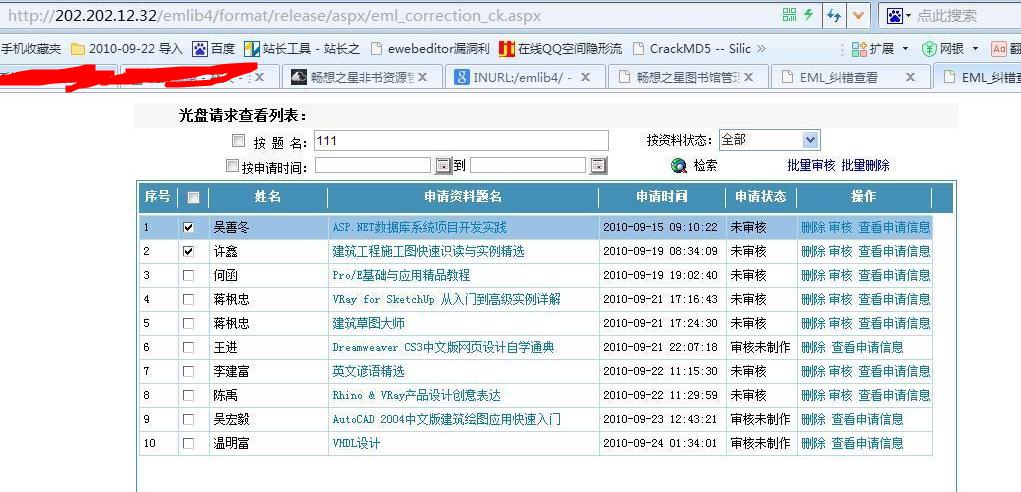 http://202.202.12.32/emlib4/format/release/aspx/eml_correction_ck.aspx 点此搜索
手机收藏夹 2010-09-22 导入 百度 站长工具 - 站长之 ewebeditor漏洞利 在线QQ空间隐形流 CrackMD5 -- Silic » 扩展 网银 Aa 翻
畅想之星非书资源管 INURL:/emlib4/ - 畅想之星图书馆管理 EML_纠错查看 EML_纠错查
光盘请求查看列表：
按 题 名： 111 按资料状态： 全部
按申请时间： 到 检索 批量审核 批量删除
序号 姓名 申请资料题名 申请时间 申请状态 操作
1 吴善冬 ASP.NET数据库系统项目开发实践 2010-09-15 09:10:22 未审核 删除 审核 查看申请信息
2 许鑫 建筑工程施工图快速识读与实例精选 2010-09-19 08:34:09 未审核 删除 审核 查看申请信息
3 何函 Pro/E基础与应用精品教程 2010-09-19 19:02:40 未审核 删除 审核 查看申请信息
4 蒋枫忠 VRay for SketchUp 从入门到高级实例详解 2010-09-21 17:16:43 未审核 删除 审核 查看申请信息
5 蒋枫忠 建筑草图大师 2010-09-21 17:24:30 未审核 删除 审核 查看申请信息
6 王进 Dreamweaver CS3中文版网页设计自学通典 2010-09-21 22:07:18 审核未制作 删除 查看申请信息
7 李建富 英文谚语精选 2010-09-22 11:15:30 未审核 删除 审核 查看申请信息
8 陈禹 Rhino & VRay产品设计创意表达 2010-09-22 11:29:59 未审核 删除 审核 查看申请信息
9 吴宏毅 AutoCAD 2004中文版建筑绘图应用快速入门 2010-09-23 12:43:21 审核未制作 删除 查看申请信息
10 温明富 VHDL设计 2010-09-24 01:34:01 审核未制作 删除 查看申请信息